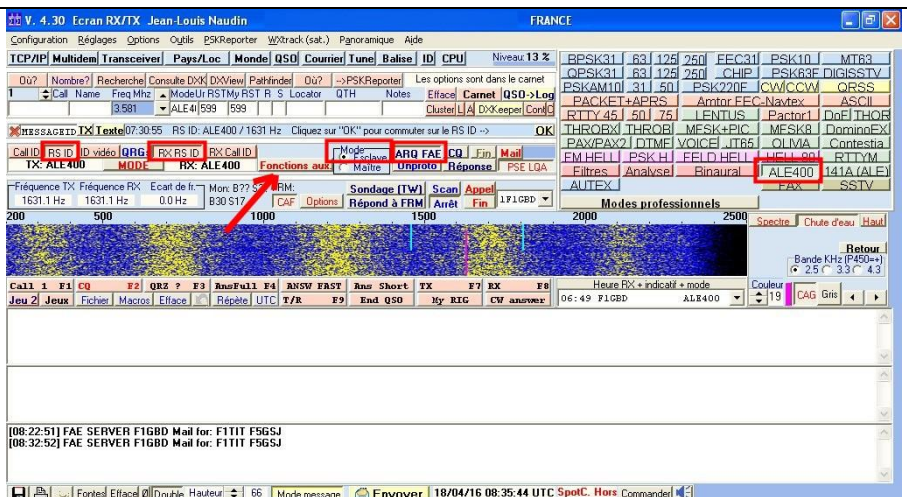 V. 4.30 Ecran RX/TX Jean-Louis Naudin FRANCE
Configuration Réglages Options Outils PSKReporter WXtrack (sat.) Panoramique Aide
TCP/IP Multidem Transceiver Pays/Loc Monde QSO Courrier Tune Balise ID CPU Niveau: 13 %
BPSK31 63 125 250 FEC31 PSK10 MT63
Où? Nombre? Recherche Consulte DXK DXView Pathfinder Où? -->PSKReporter Les options sont dans le carnet
QPSK31 63 125 250 CHIP PSK63F DIGISSTV
1 Call Name Freq Mhz ModeUr RST My RST R S Locator QTH Notes Efface Carnet QSO->Log
PSKAM10 31 50 PSK220F CW CCW QRSS
3.581 ALE4 599 599 Cluster L A DXKeeper Cont C
PACKET+APRS Amtor FEC-Navtex ASCII
RTTY 45 50 75 LENTUS Pactor1 DoF THOR
MESSAGEID TX Texte 07:30:55 RS ID: ALE400 / 1631 Hz Cliquez sur "OK" pour commuter sur le RS ID --> OK
THROBX THROB MFSK+PIC MFSK8 DominoEX
Call ID RS ID ID vidéo QRG: RX RS ID RX Call ID Mode Esclave ARQ FAE CQ Fin Mail
PAX/PAX2 DTMF VOICE JT65 OLIVIA Contestia
TX: ALE400 MODE RX: ALE400 Fonctions aux. Maître Unproto Réponse PSE LQA
FM HELL PSK H FELD HELL HELL 80 RTTYM
Filtres Analyse Binaural ALE400 141A (ALE)
Fréquence TX Fréquence RX Ecart de fr. Mon: B?? FRM: Sondage (TW) Scan Appel
AUTEX FAX SSTV
1631.1 Hz 1631.1 Hz 0.0 Hz B30 S17 CAF Options Répond à FRM Arrêt Fin 1F1GBD
Modes professionnels
200 500 1000 1500 2000 2500
Spectre Chute d'eau Haut
Retour
Bande KHz (P450=+)
2.5 3.3 4.3
Call 1 F1 CQ F2 QRZ ? F3 AnsFull F4 ANSW FAST Ans Short TX F7 RX F8 Heure RX + indicatif + mode Couleur
Jeu 2 Jeux Fichier Macros Efface Répète UTC T/R F9 End QSO My RIG CW answer 06:49 F1GBD ALE400 19 CAG Gris
[08:22:51] FAE SERVER F1GBD Mail for: F1TIT F5GSJ
[08:32:52] FAE SERVER F1GBD Mail for: F1TIT F5GSJ
Fontes Efface Ø Double Hauteur 66 Mode message Envoyer 18/04/16 08:35:44 UTC SpotC. Hors Commander